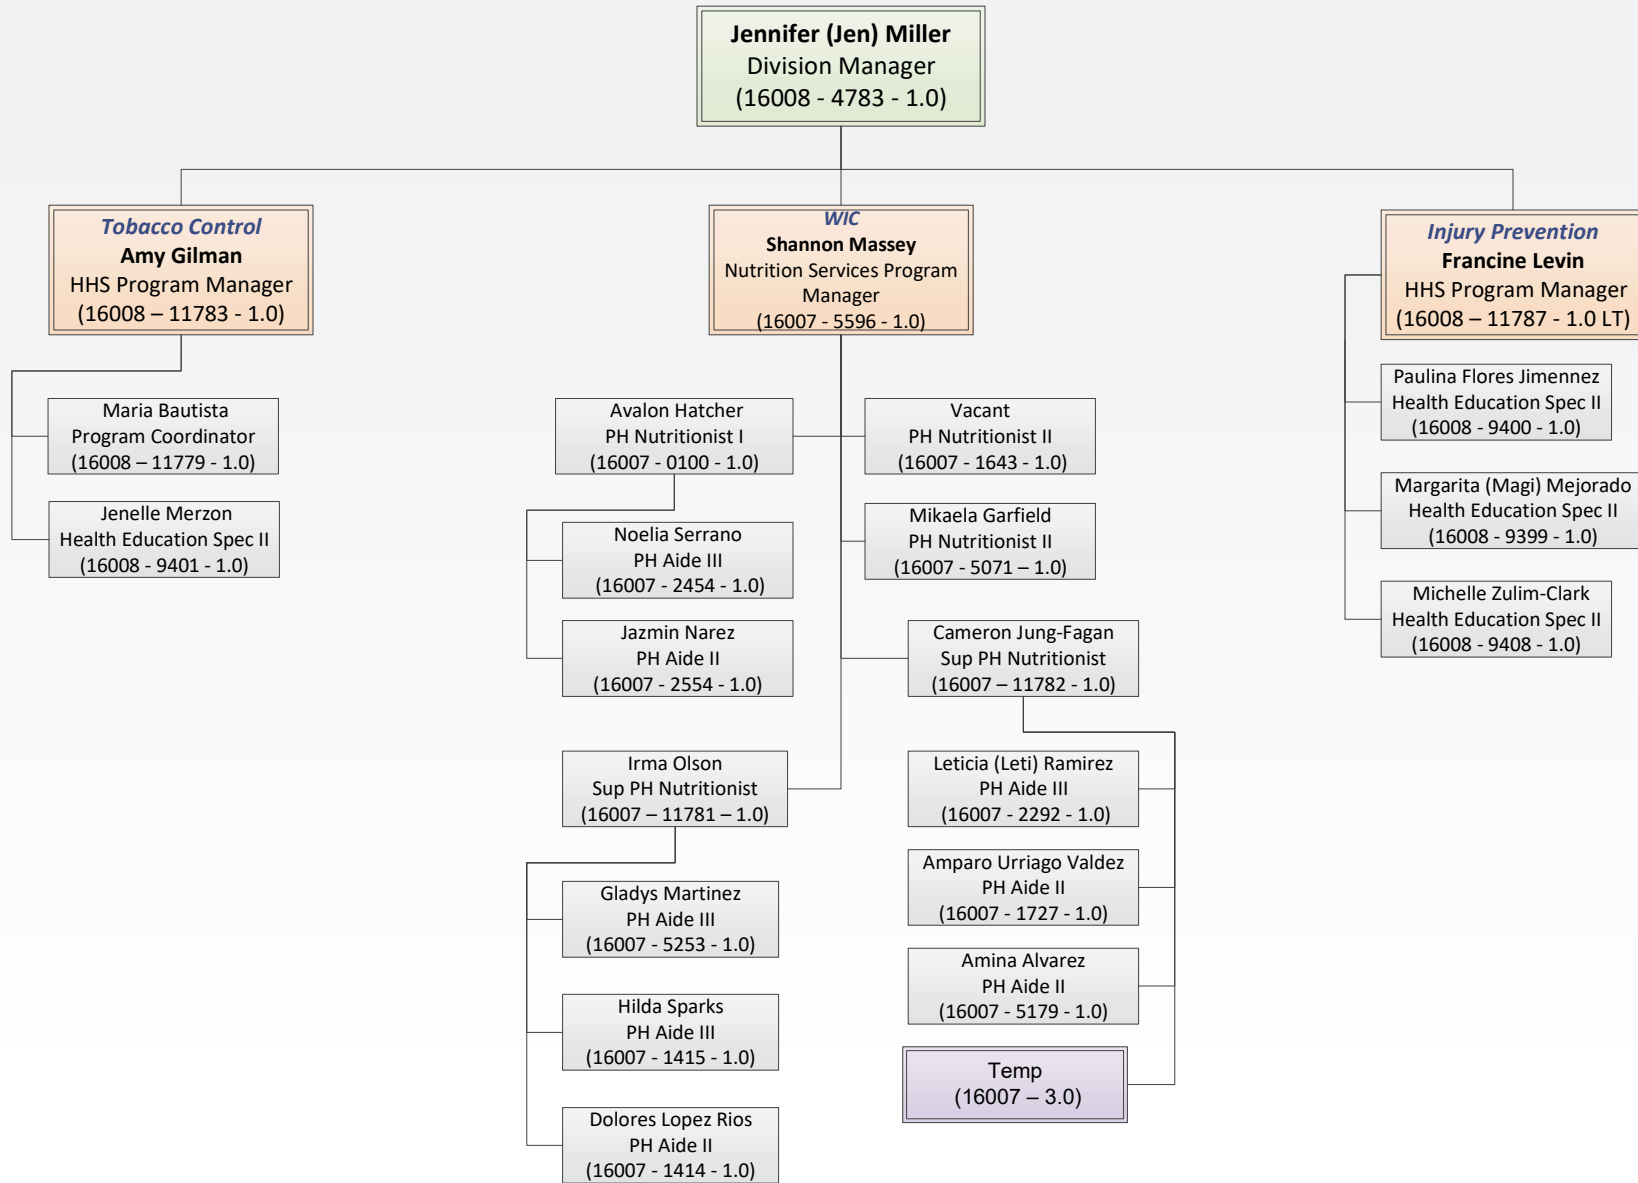 Jennifer (Jen) Miller
Division Manager
(16008 - 4783 - 1.0)
Tobacco Control
Amy Gilman
HHS Program Manager
(16008 – 11783 - 1.0)
Maria Bautista
Program Coordinator
(16008 – 11779 - 1.0)
Jenelle Merzon
Health Education Spec II
(16008 - 9401 - 1.0)
WIC
Shannon Massey
Nutrition Services Program
Manager
(16007 - 5596 - 1.0)
Avalon Hatcher
PH Nutritionist I
(16007 - 0100 - 1.0)
Noelia Serrano
PH Aide III
(16007 - 2454 - 1.0)
Jazmin Narez
PH Aide II
(16007 - 2554 - 1.0)
Vacant
PH Nutritionist II
(16007 - 1643 - 1.0)
Mikaela Garfield
PH Nutritionist II
(16007 - 5071 – 1.0)
Cameron Jung-Fagan
Sup PH Nutritionist
(16007 – 11782 - 1.0)
Leticia (Leti) Ramirez
PH Aide III
(16007 - 2292 - 1.0)
Amparo Urriago Valdez
PH Aide II
(16007 - 1727 - 1.0)
Amina Alvarez
PH Aide II
(16007 - 5179 - 1.0)
Temp
(16007 – 3.0)
Irma Olson
Sup PH Nutritionist
(16007 – 11781 – 1.0)
Gladys Martinez
PH Aide III
(16007 - 5253 - 1.0)
Hilda Sparks
PH Aide III
(16007 - 1415 - 1.0)
Dolores Lopez Rios
PH Aide II
(16007 - 1414 - 1.0)
Injury Prevention
Francine Levin
HHS Program Manager
(16008 – 11787 - 1.0 LT)
Paulina Flores Jimennez
Health Education Spec II
(16008 - 9400 - 1.0)
Margarita (Magi) Mejorado
Health Education Spec II
(16008 - 9399 - 1.0)
Michelle Zulim-Clark
Health Education Spec II
(16008 - 9408 - 1.0)